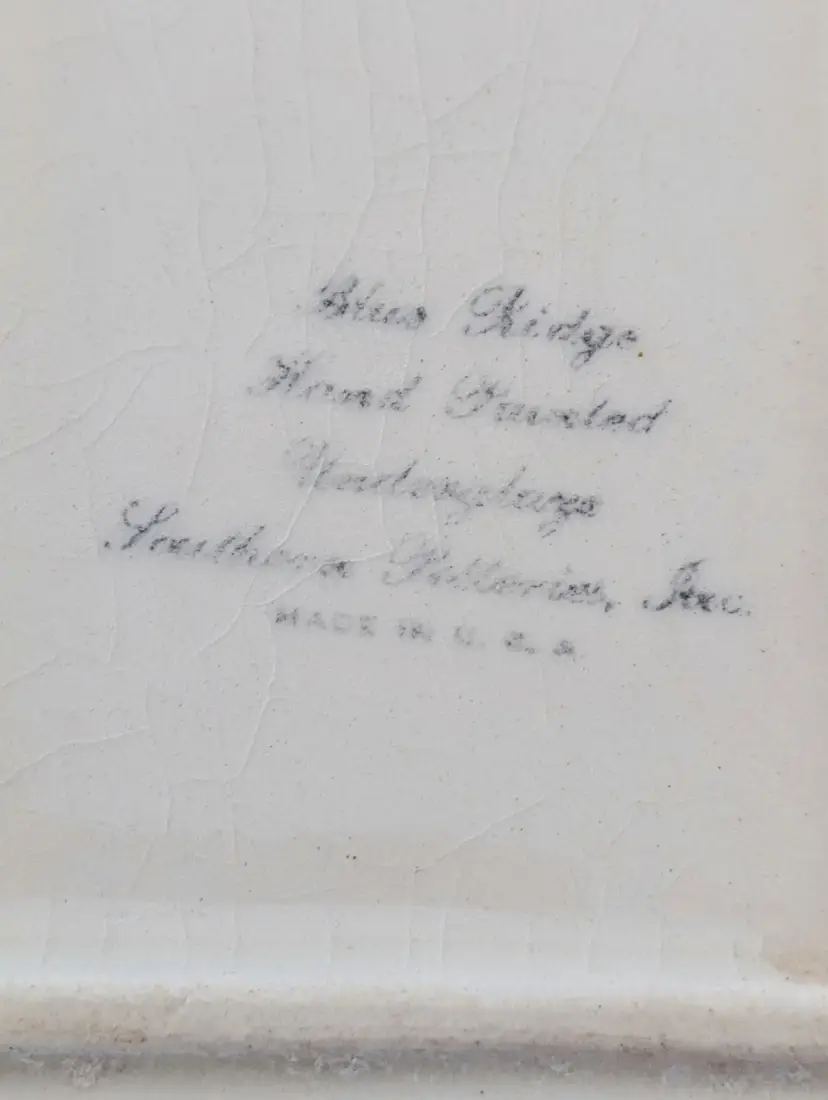 Blue Ridge
Hand Painted
Underglaze
Southern Potteries, Inc.
MADE IN U. S. A.